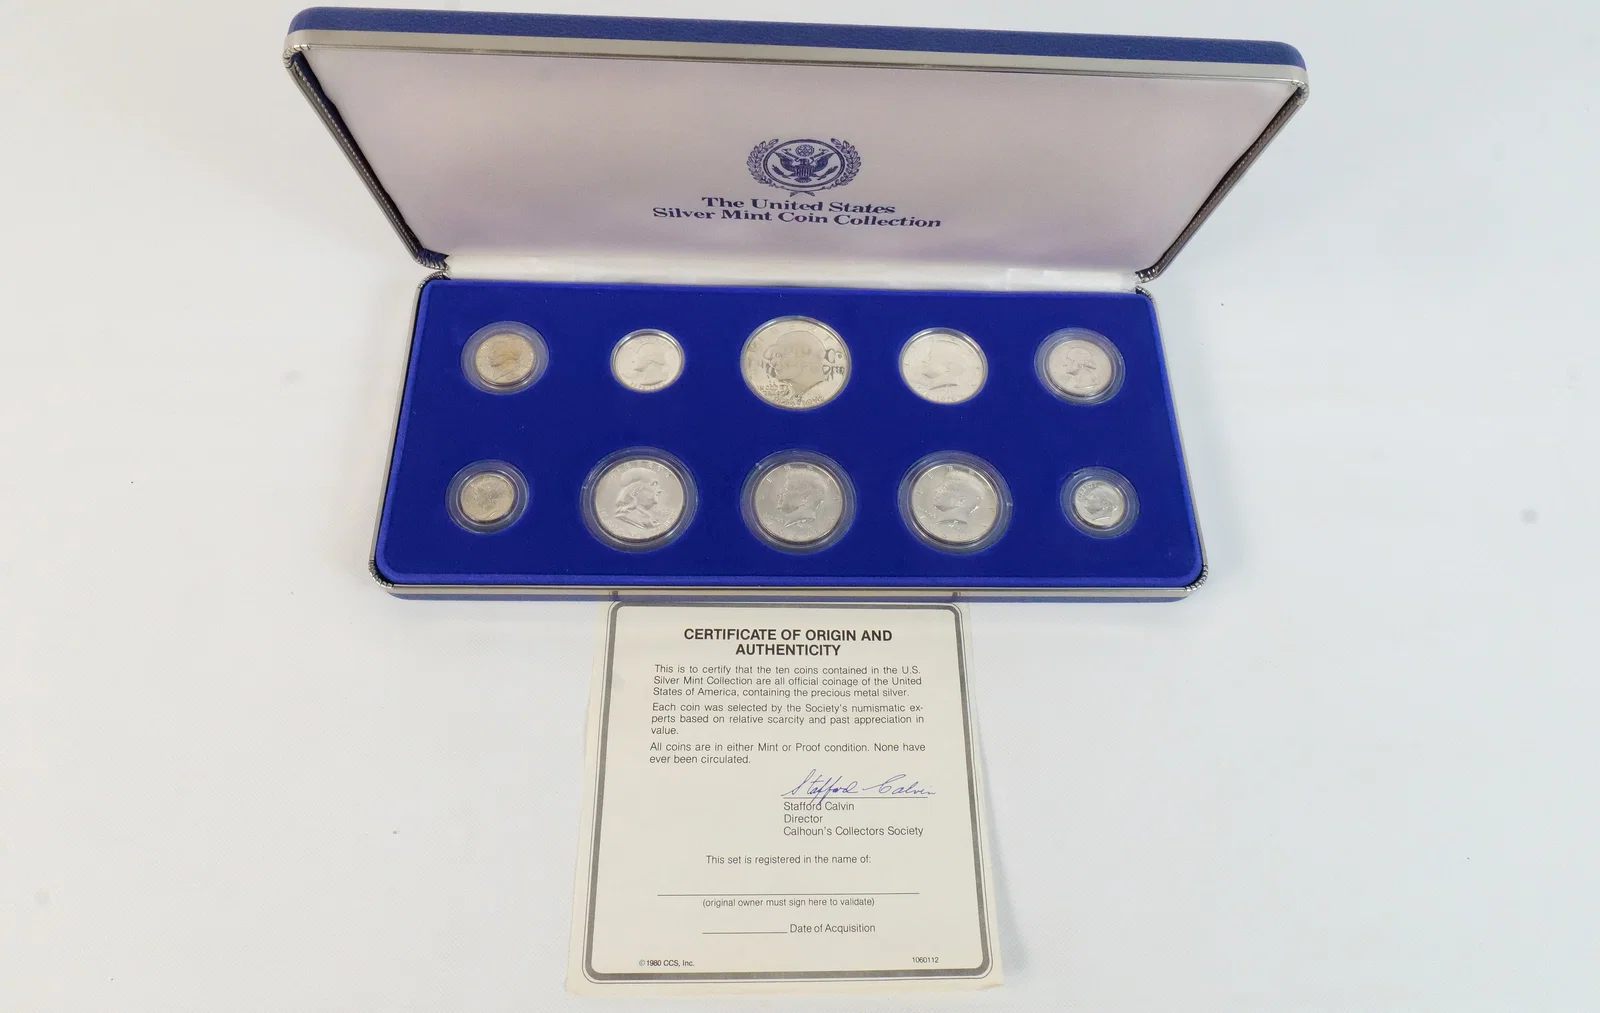 The United States
Silver Mint Coin Collection
CERTIFICATE OF ORIGIN AND
AUTHENTICITY
This is to certify that the ten coins contained in the U.S.
Silver Mint Collection are all official coinage of the United
States of America, containing the precious metal silver.
Each coin was selected by the Society's numismatic ex-
perts based on relative scarcity and past appreciation in
value.
All coins are in either Mint or Proof condition. None have
ever been circulated.
Stafford Calvin
Stafford Calvin
Director
Calhoun's Collectors Society
This set is registered in the name of:
(original owner must sign here to validate)
Date of Acquisition
©1980 CCS, Inc.
1060112